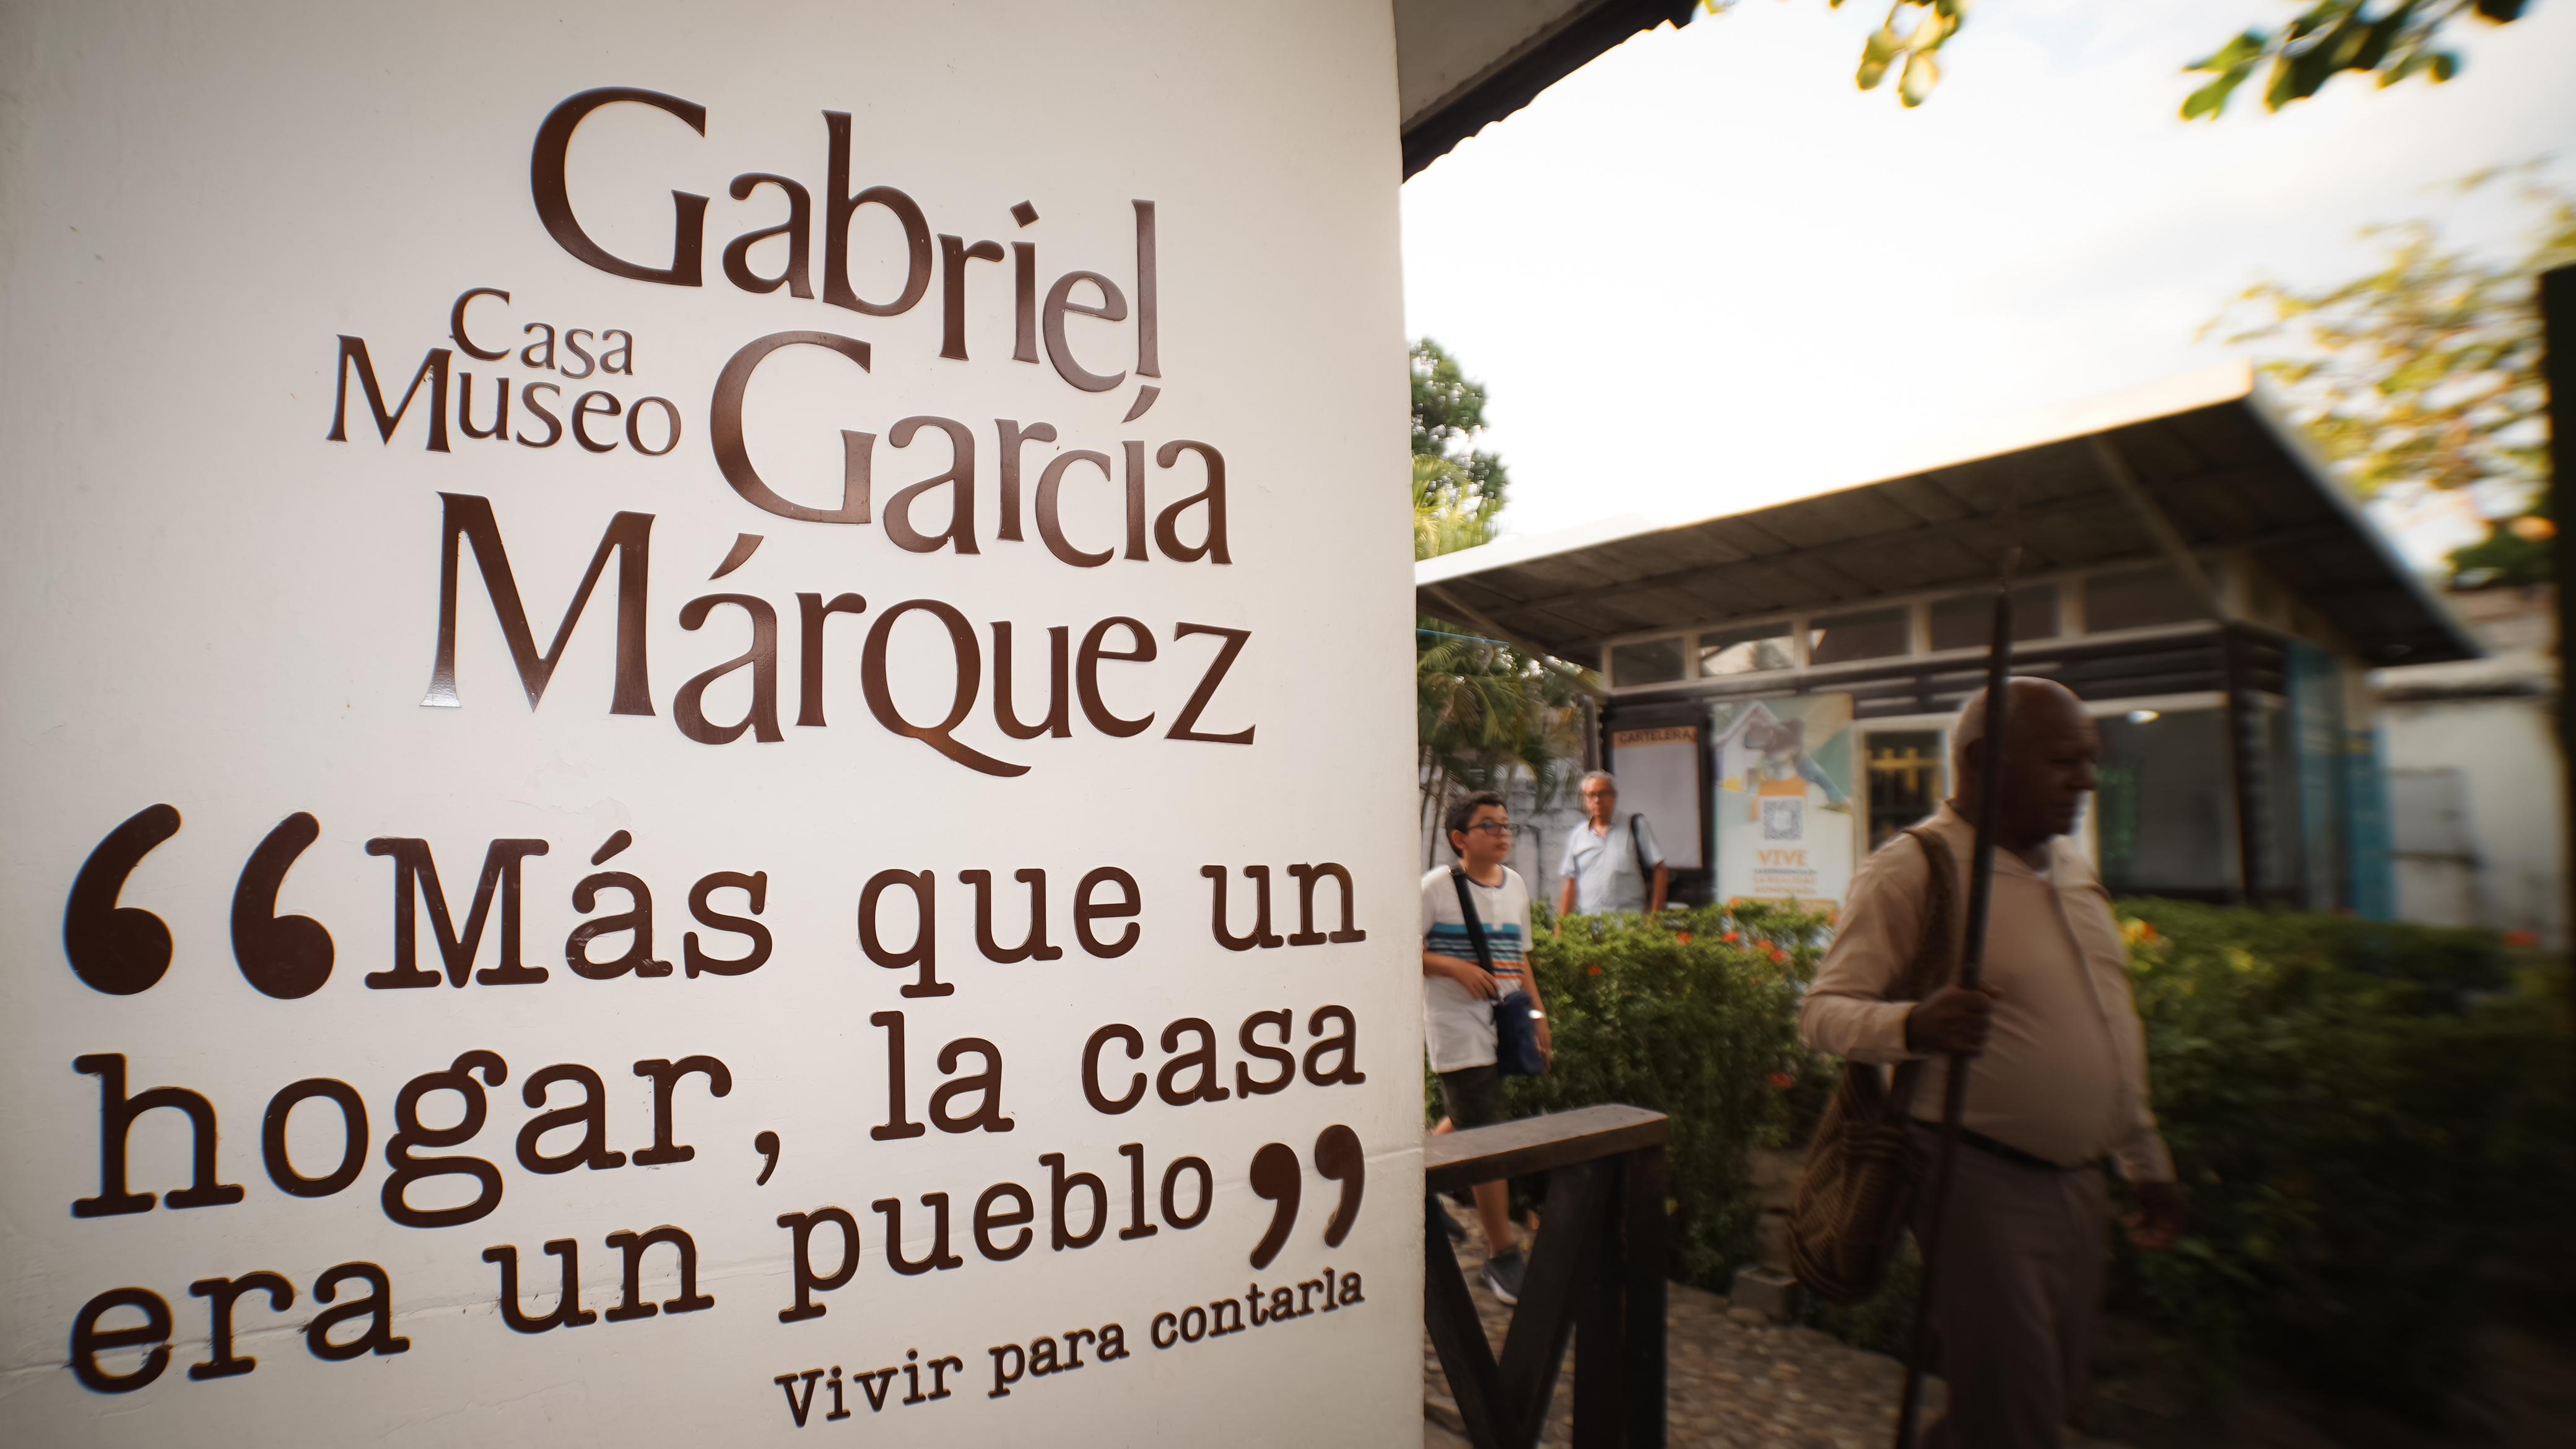 Gabriel
Casa
Museo García
Márquez
“Más que un
hogar, la casa
era un pueblo”
Vivir para contarla
CARTELERA
VIVE